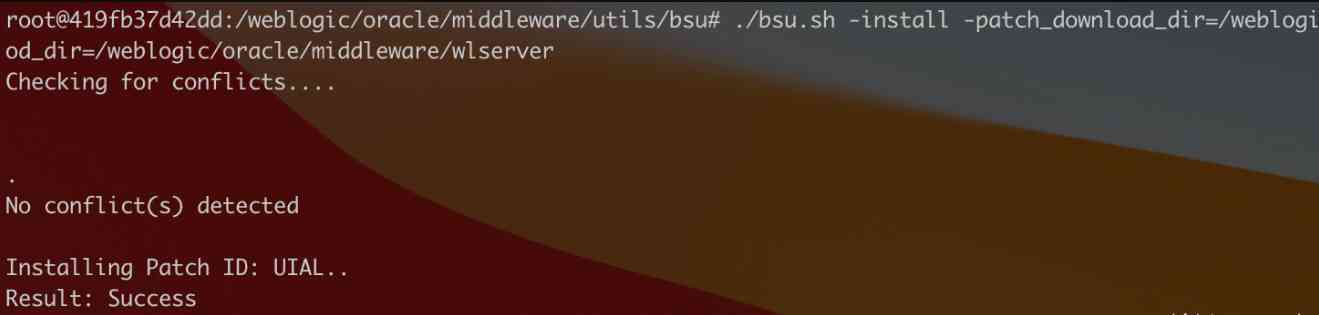 root@419fb37d42dd:/weblogic/oracle/middleware/utils/bsu# ./bsu.sh -install -patch_download_dir=/weblogi
od_dir=/weblogic/oracle/middleware/wlserver
Checking for conflicts....
.
No conflict(s) detected
Installing Patch ID: UIAL..
Result: Success